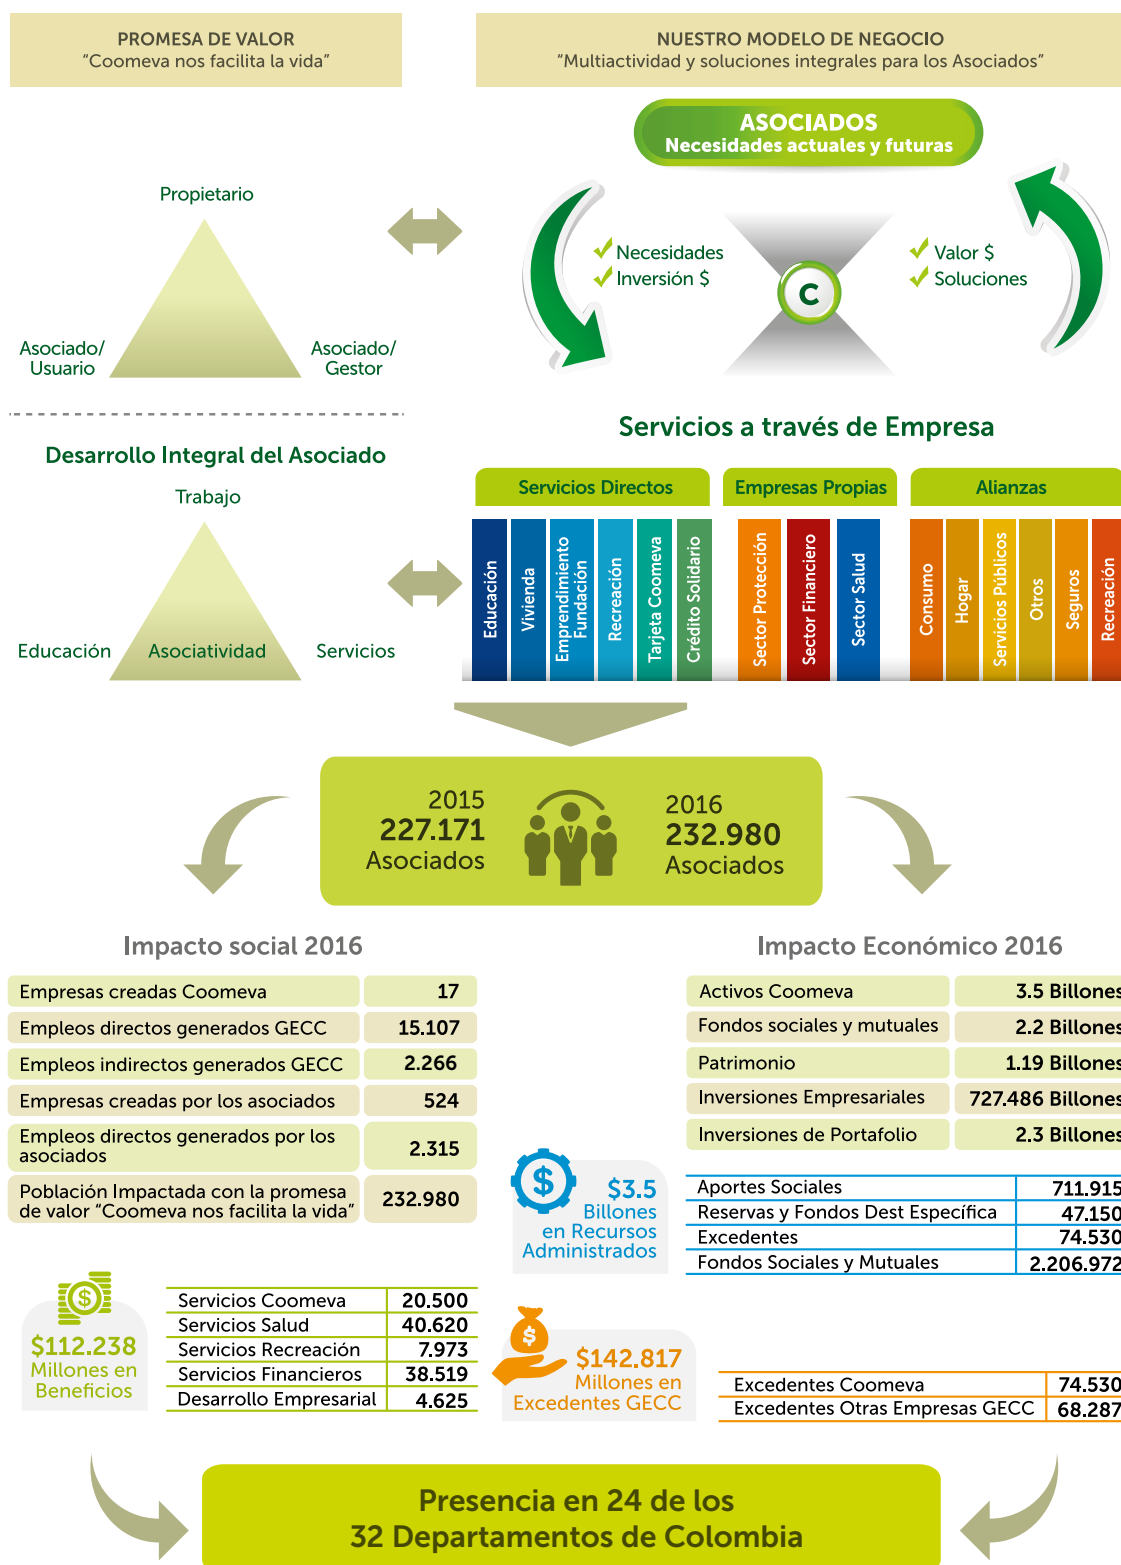 PROMESA DE VALOR
“Coomeva nos facilita la vida”
NUESTRO MODELO DE NEGOCIO
“Multiactividad y soluciones integrales para los Asociados”
ASOCIADOS
Necesidades actuales y futuras
Propietario
Asociado/
Usuario
Asociado/
Gestor
Necesidades
Inversión $
C
Valor $
Soluciones
Desarrollo Integral del Asociado
Trabajo
Educación
Asociatividad
Servicios
Servicios a través de Empresa
Servicios Directos
Empresas Propias
Alianzas
Educación
Vivienda
Emprendimiento
Fundación
Recreación
Tarjeta Coomeva
Crédito Solidario
Sector Protección
Sector Financiero
Sector Salud
Consumo
Hogar
Servicios Públicos
Otros
Seguros
Recreación
2015
227.171
Asociados
2016
232.980
Asociados
Impacto social 2016
Empresas creadas Coomeva 17
Empleos directos generados GECC 15.107
Empleos indirectos generados GECC 2.266
Empresas creadas por los asociados 524
Empleos directos generados por los
asociados 2.315
Población Impactada con la promesa
de valor “Coomeva nos facilita la vida” 232.980
Impacto Económico 2016
Activos Coomeva 3.5 Billones
Fondos sociales y mutuales 2.2 Billones
Patrimonio 1.19 Billones
Inversiones Empresariales 727.486 Billones
Inversiones de Portafolio 2.3 Billones
$
$3.5
Billones
en Recursos
Administrados
Aportes Sociales 711.915
Reservas y Fondos Dest Específica 47.150
Excedentes 74.530
Fondos Sociales y Mutuales 2.206.972
$
$112.238
Millones en
Beneficios
Servicios Coomeva 20.500
Servicios Salud 40.620
Servicios Recreación 7.973
Servicios Financieros 38.519
Desarrollo Empresarial 4.625
$
$142.817
Millones en
Excedentes GECC
Excedentes Coomeva 74.530
Excedentes Otras Empresas GECC 68.287
Presencia en 24 de los
32 Departamentos de Colombia